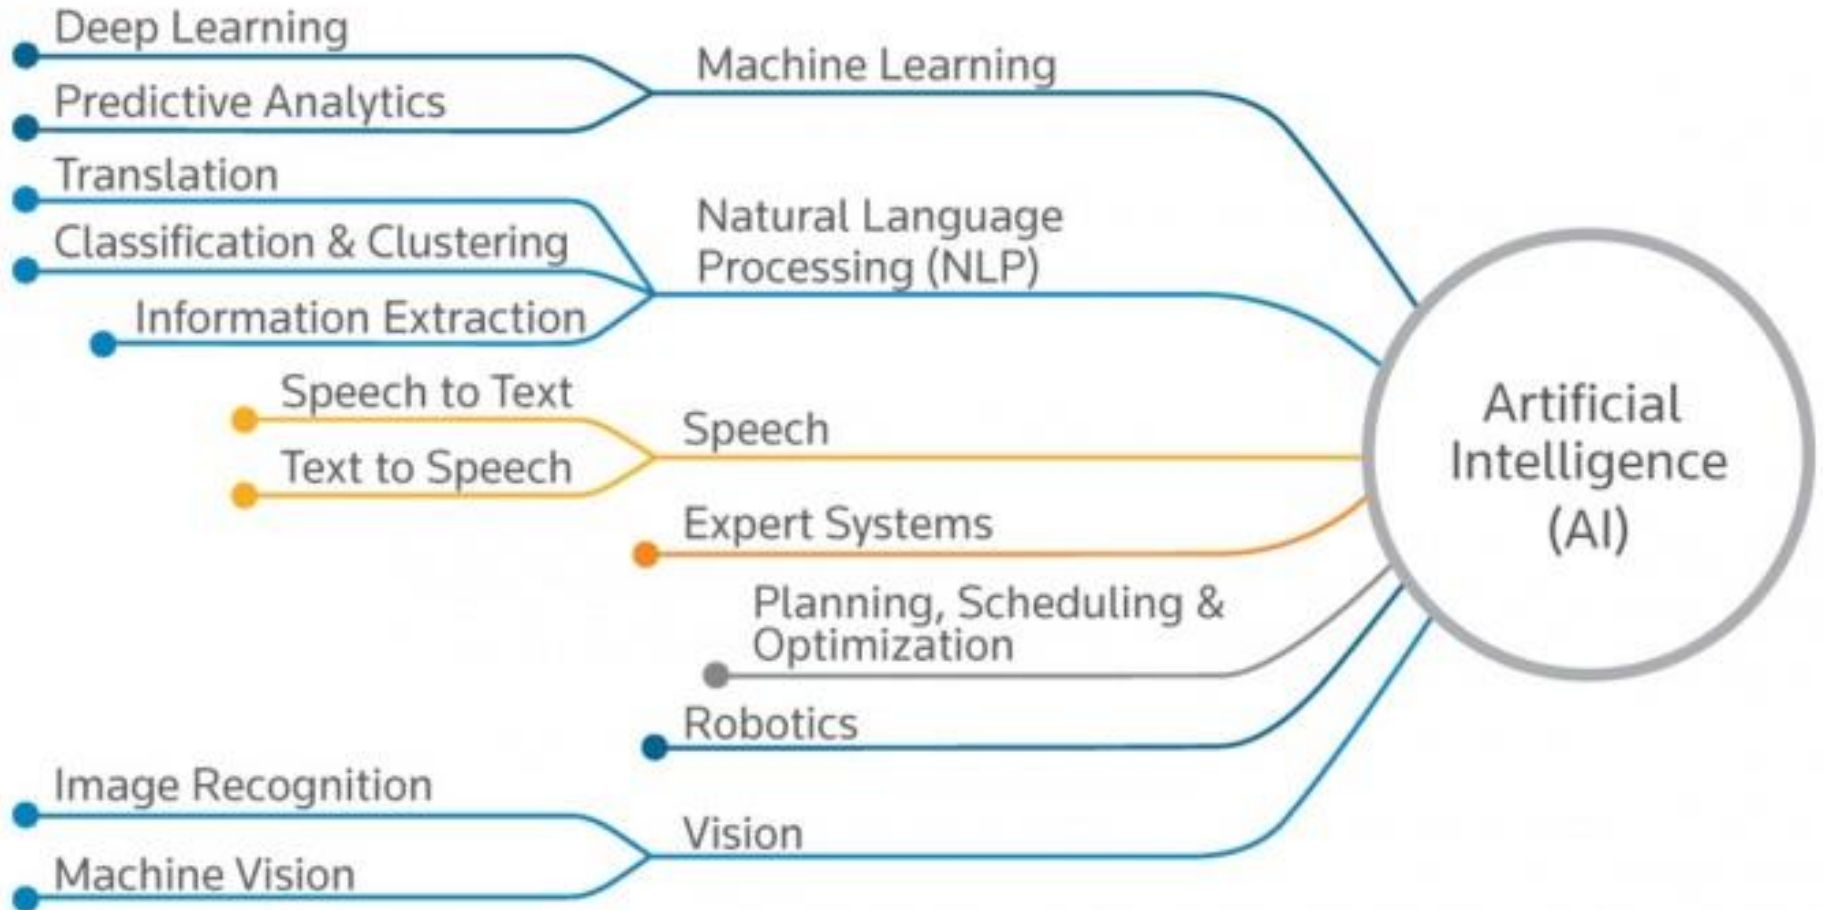 Deep Learning
Predictive Analytics
Machine Learning
Translation
Classification & Clustering
Information Extraction
Natural Language
Processing (NLP)
Speech to Text
Text to Speech
Speech
Expert Systems
Planning, Scheduling &
Optimization
Robotics
Image Recognition
Machine Vision
Vision
Artificial
Intelligence
(AI)